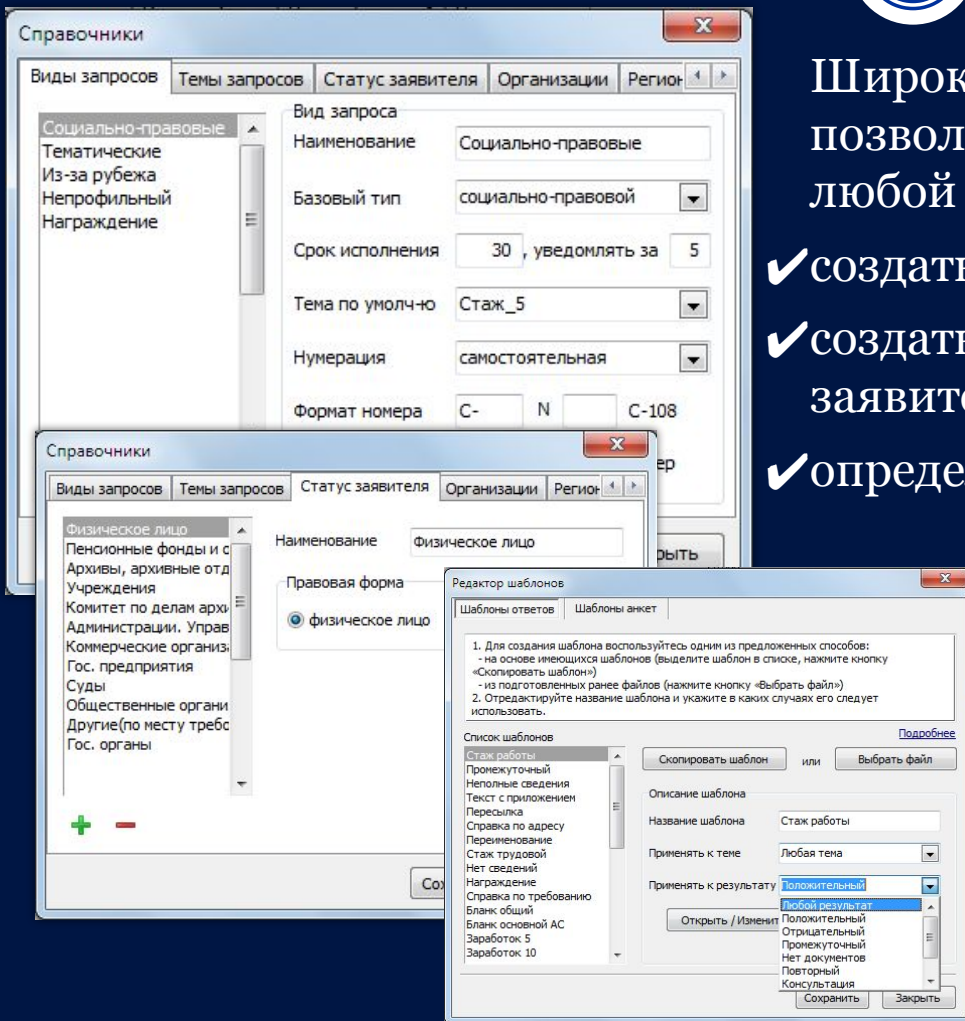 Справочники
Виды запросов Темы запросов Статус заявителя Организации Регион
Социально-правовые
Тематические
Из-за рубежа
Непрофильный
Награждение
Вид запроса
Наименование Социально-правовые
Базовый тип социально-правовой
Срок исполнения 30 , уведомлять за 5
Тема по умолч-ю Стаж_5
Нумерация самостоятельная
Формат номера С- N С-108
ер
рыть
Справочники
Виды запросов Темы запросов Статус заявителя Организации Регион
Физическое лицо
Пенсионные фонды и с
Архивы, архивные отд
Учреждения
Комитет по делам архи
Администрации. Управ
Коммерческие организа
Гос. предприятия
Суды
Общественные органи
Другие(по месту требо
Гос. органы
Наименование Физическое лицо
Правовая форма
физическое лицо
Сох
Редактор шаблонов
Шаблоны ответов Шаблоны анкет
1. Для создания шаблона воспользуйтесь одним из предложенных способов:
- на основе имеющихся шаблонов (выделите шаблон в списке, нажмите кнопку
«Скопировать шаблон»)
- из подготовленных ранее файлов (нажмите кнопку «Выбрать файл»)
2. Отредактируйте название шаблона и укажите в каких случаях его следует
использовать.
Подробнее
Список шаблонов
Стаж работы
Промежуточный
Неполные сведения
Текст с приложением
Пересылка
Справка по адресу
Переименование
Стаж трудовой
Нет сведений
Награждение
Справка по требованию
Бланк общий
Бланк основной АС
Заработок 5
Заработок 10
Скопировать шаблон или Выбрать файл
Описание шаблона
Название шаблона Стаж работы
Применять к теме Любая тема
Применять к результату Положительный
Любой результат
Положительный
Отрицательный
Промежуточный
Нет документов
Повторный
Консультация
Открыть / Изменит
Сохранить Закрыть
Широк
позвол
любой
✔создать
✔создать
заявите
✔опреде